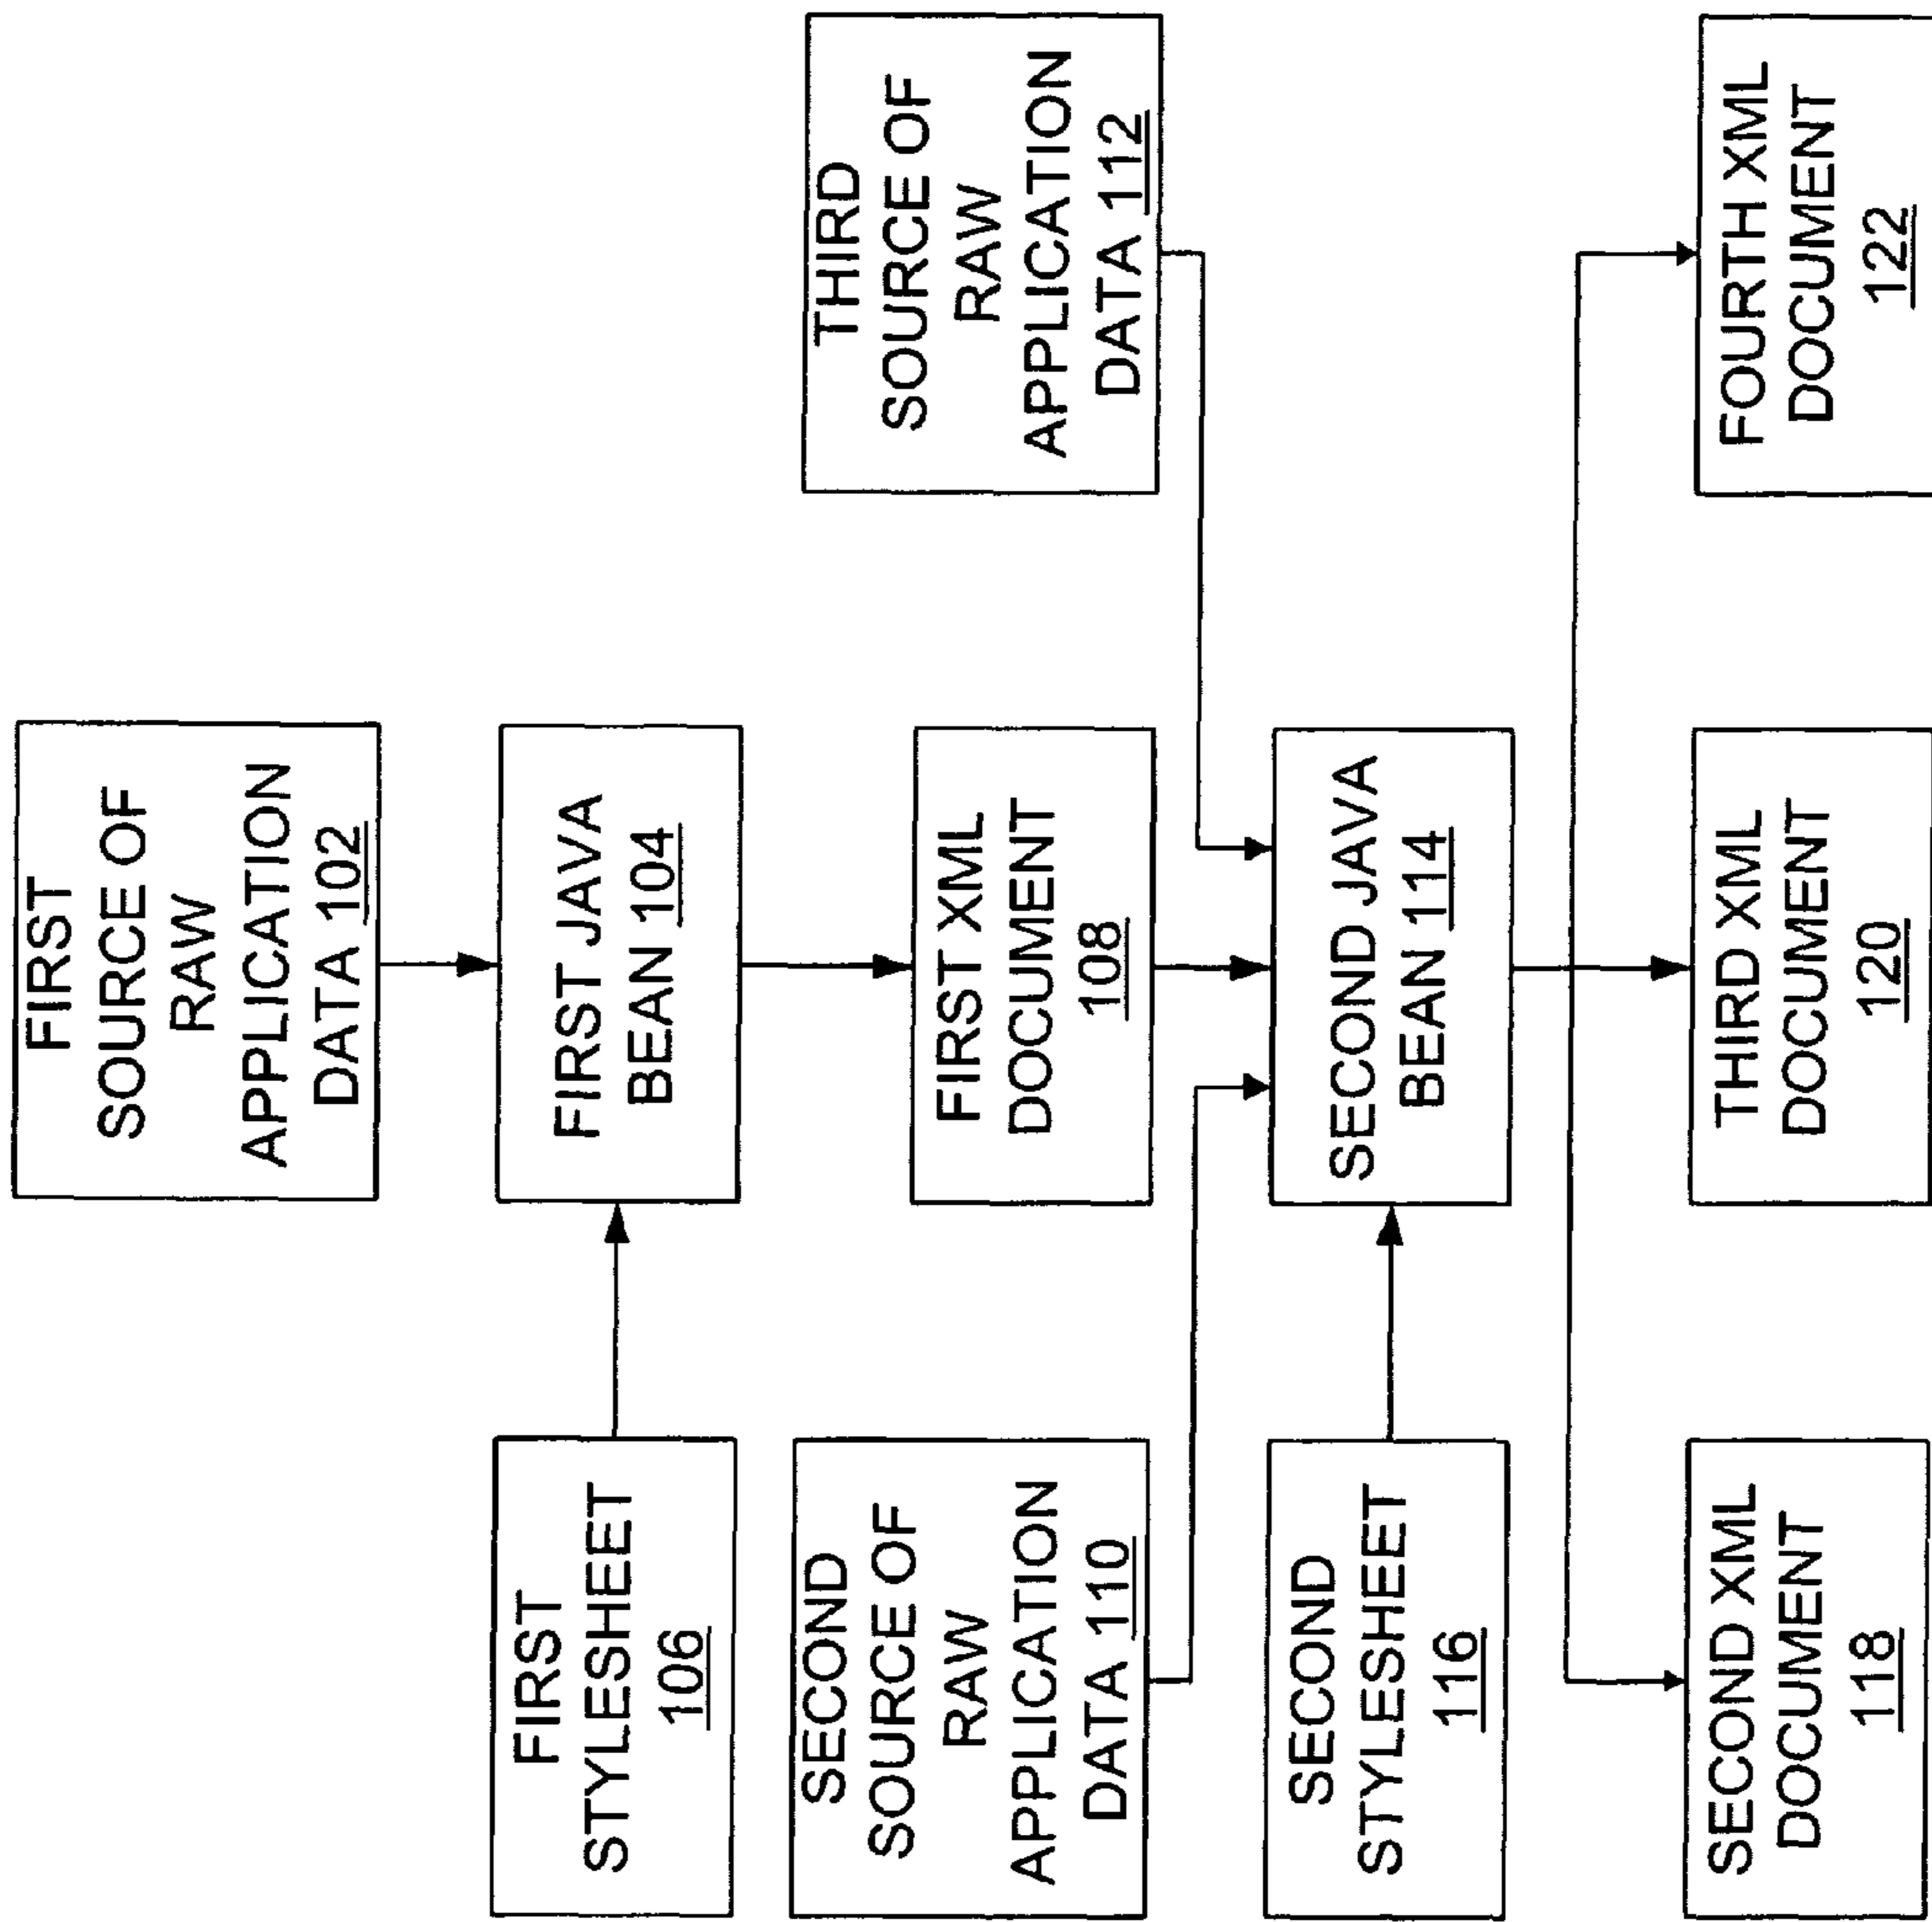 FIRST
SOURCE OF
RAW
APPLICATION
DATA 102
FIRST
STYLESHEET
106
FIRST JAVA
BEAN 104
SECOND
SOURCE OF
RAW
APPLICATION
DATA 110
FIRST XML
DOCUMENT
108
THIRD
SOURCE OF
RAW
APPLICATION
DATA 112
SECOND
STYLESHEET
116
SECOND JAVA
BEAN 114
SECOND XML
DOCUMENT
118
THIRD XML
DOCUMENT
120
FOURTH XML
DOCUMENT
122